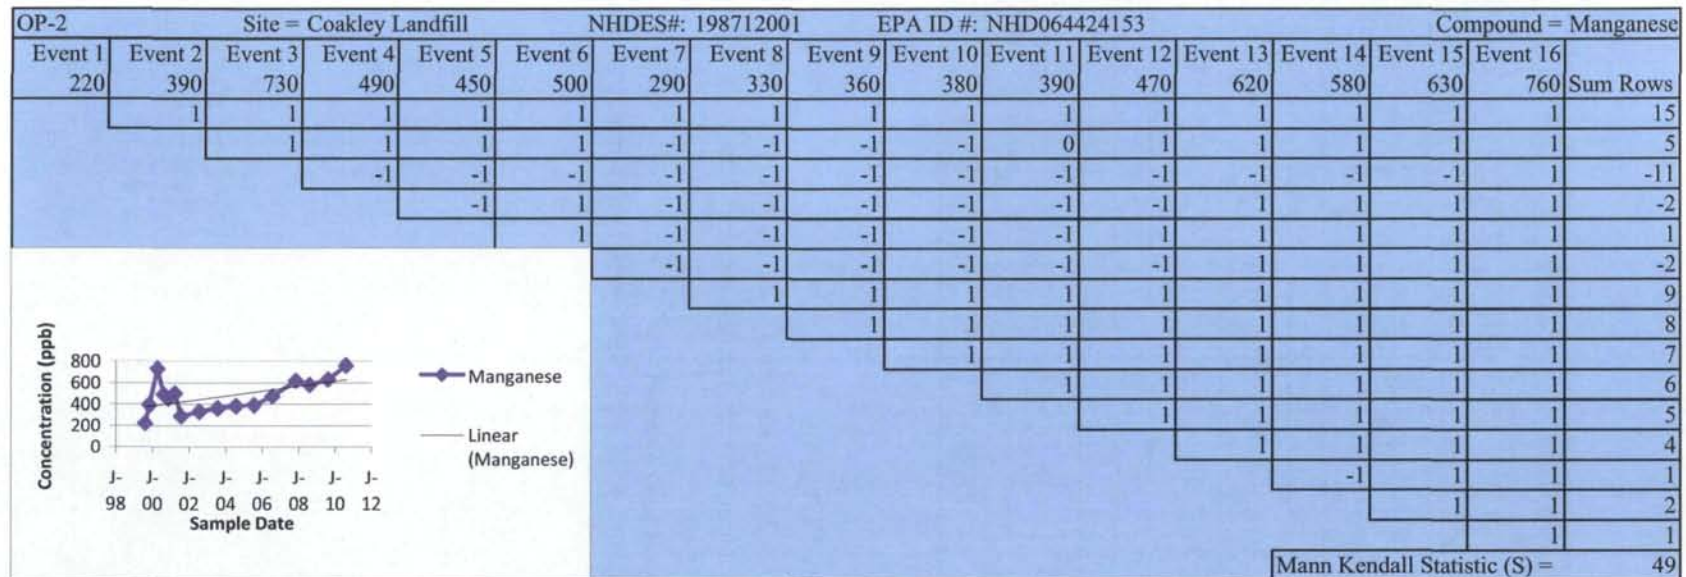 OP-2 Site = Coakley Landfill NHDES#: 198712001 EPA ID #: NHD064424153 Compound = Manganese
Event 1 Event 2 Event 3 Event 4 Event 5 Event 6 Event 7 Event 8 Event 9 Event 10 Event 11 Event 12 Event 13 Event 14 Event 15 Event 16
220 390 730 490 450 500 290 330 360 380 390 470 620 580 630 760 Sum Rows
1 1 1 1 1 1 1 1 1 1 1 1 1 1 1 15
1 1 1 1 -1 -1 -1 -1 0 1 1 1 1 1 5
-1 -1 -1 -1 -1 -1 -1 -1 -1 -1 -1 -1 1 -11
-1 1 -1 -1 -1 -1 -1 -1 1 1 1 1 -2
1 -1 -1 -1 -1 -1 1 1 1 1 1 1
-1 -1 -1 -1 -1 -1 1 1 1 1 -2
1 1 1 1 1 1 1 1 1 9
1 1 1 1 1 1 1 1 8
1 1 1 1 1 1 1 7
1 1 1 1 1 1 6
1 1 1 1 1 5
1 1 1 1 4
-1 1 1 1
1 1 2
1 1
Mann Kendall Statistic (S) = 49
Concentration (ppb)
800
600
400
200
0
J- J- J- J- J- J- J- J-
98 00 02 04 06 08 10 12
Sample Date
Manganese
Linear
(Manganese)